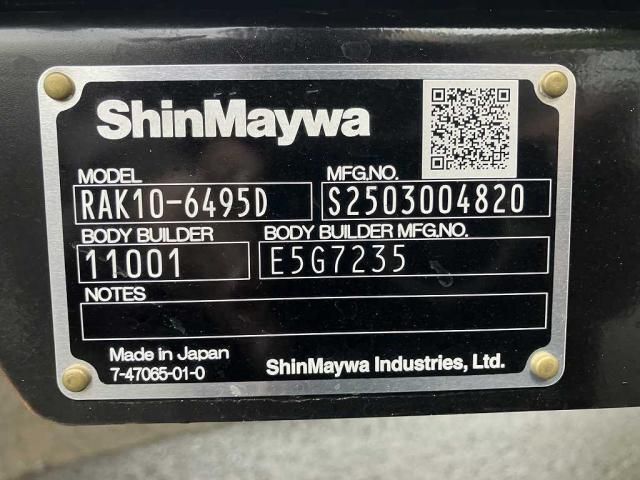 ShinMaywa
MODEL MFG.NO.
RAK10-6495D S2503004820
BODY BUILDER BODY BUILDER MFG.NO.
11001 E5G7235
NOTES
Made in Japan
7-47065-01-0 ShinMaywa Industries, Ltd.